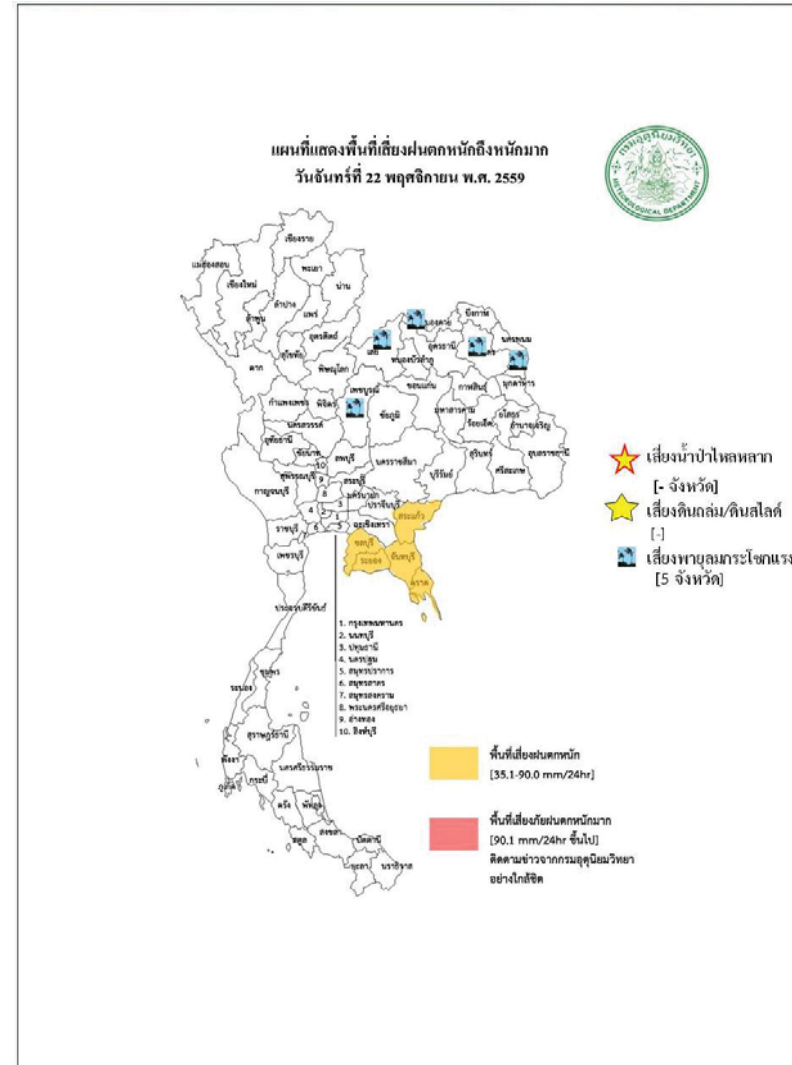 แผนที่แสดงพื้นที่เสี่ยงฝนตกหนักถึงหนักมาก
วันจันทร์ที่ 22 พฤศจิกายน พ.ศ. 2559
กรมอุตุนิยมวิทยา
METEOROLOGICAL DEPARTMENT
เชียงราย
แม่ฮ่องสอน
พะเยา
เชียงใหม่
น่าน
ลำปาง
ลำพูน
แพร่
บึงกาฬ
อุตรดิตถ์
นครพนม
เลย
อุดรธานี
หนองบัวลำภู
สุโขทัย
ตาก
พิษณุโลก
ขอนแก่น
กาฬสินธุ์
มุกดาหาร
เพชรบูรณ์
กำแพงเพชร
พิจิตร
ชัยภูมิ
มหาสารคาม
ร้อยเอ็ด
ยโสธร
อำนาจเจริญ
นครสวรรค์
อุทัยธานี
ชัยนาท
ลพบุรี
นครราชสีมา
บุรีรัมย์
สุรินทร์
ศรีสะเกษ
อุบลราชธานี
สุพรรณบุรี
สระบุรี
กาญจนบุรี
นครนายก
ปราจีนบุรี
สระแก้ว
10
9
8
3
4
2
1
6
5
ราชบุรี
ฉะเชิงเทรา
ชลบุรี
ระยอง
จันทบุรี
ตราด
เพชรบุรี
ประจวบคีรีขันธ์
เสี่ยงน้ำป่าไหลหลาก
[- จังหวัด]
เสี่ยงดินถล่ม/ดินสไลด์
[-]
เสี่ยงพายุลมกระโชกแรง
[5 จังหวัด]
1. กรุงเทพมหานคร
2. นนทบุรี
3. ปทุมธานี
4. นครปฐม
5. สมุทรปราการ
6. สมุทรสาคร
7. สมุทรสงคราม
8. พระนครศรีอยุธยา
9. อ่างทอง
10. สิงห์บุรี
ชุมพร
ระนอง
สุราษฎร์ธานี
พังงา
นครศรีธรรมราช
ภูเก็ต
กระบี่
ตรัง
พัทลุง
สตูล
สงขลา
ปัตตานี
ยะลา
นราธิวาส
พื้นที่เสี่ยงฝนตกหนัก
[35.1-90.0 mm/24hr]
พื้นที่เสี่ยงภัยฝนตกหนักมาก
[90.1 mm/24hr ขึ้นไป]
ติดตามข่าวจากกรมอุตุนิยมวิทยา
อย่างใกล้ชิด